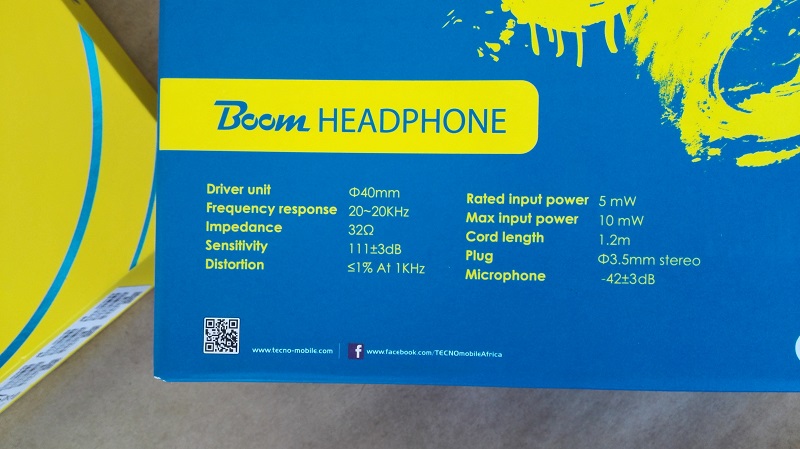 Boom HEADPHONE
Driver unit Φ40mm
Frequency response 20~20KHz
Impedance 32Ω
Sensitivity 111±3dB
Distortion ≤1% At 1KHz
Rated input power 5 mW
Max input power 10 mW
Cord length 1.2m
Plug Φ3.5mm stereo
Microphone -42±3dB
www.tecno-mobile.com
f www.facebook.com/TECNOmobileAfrica